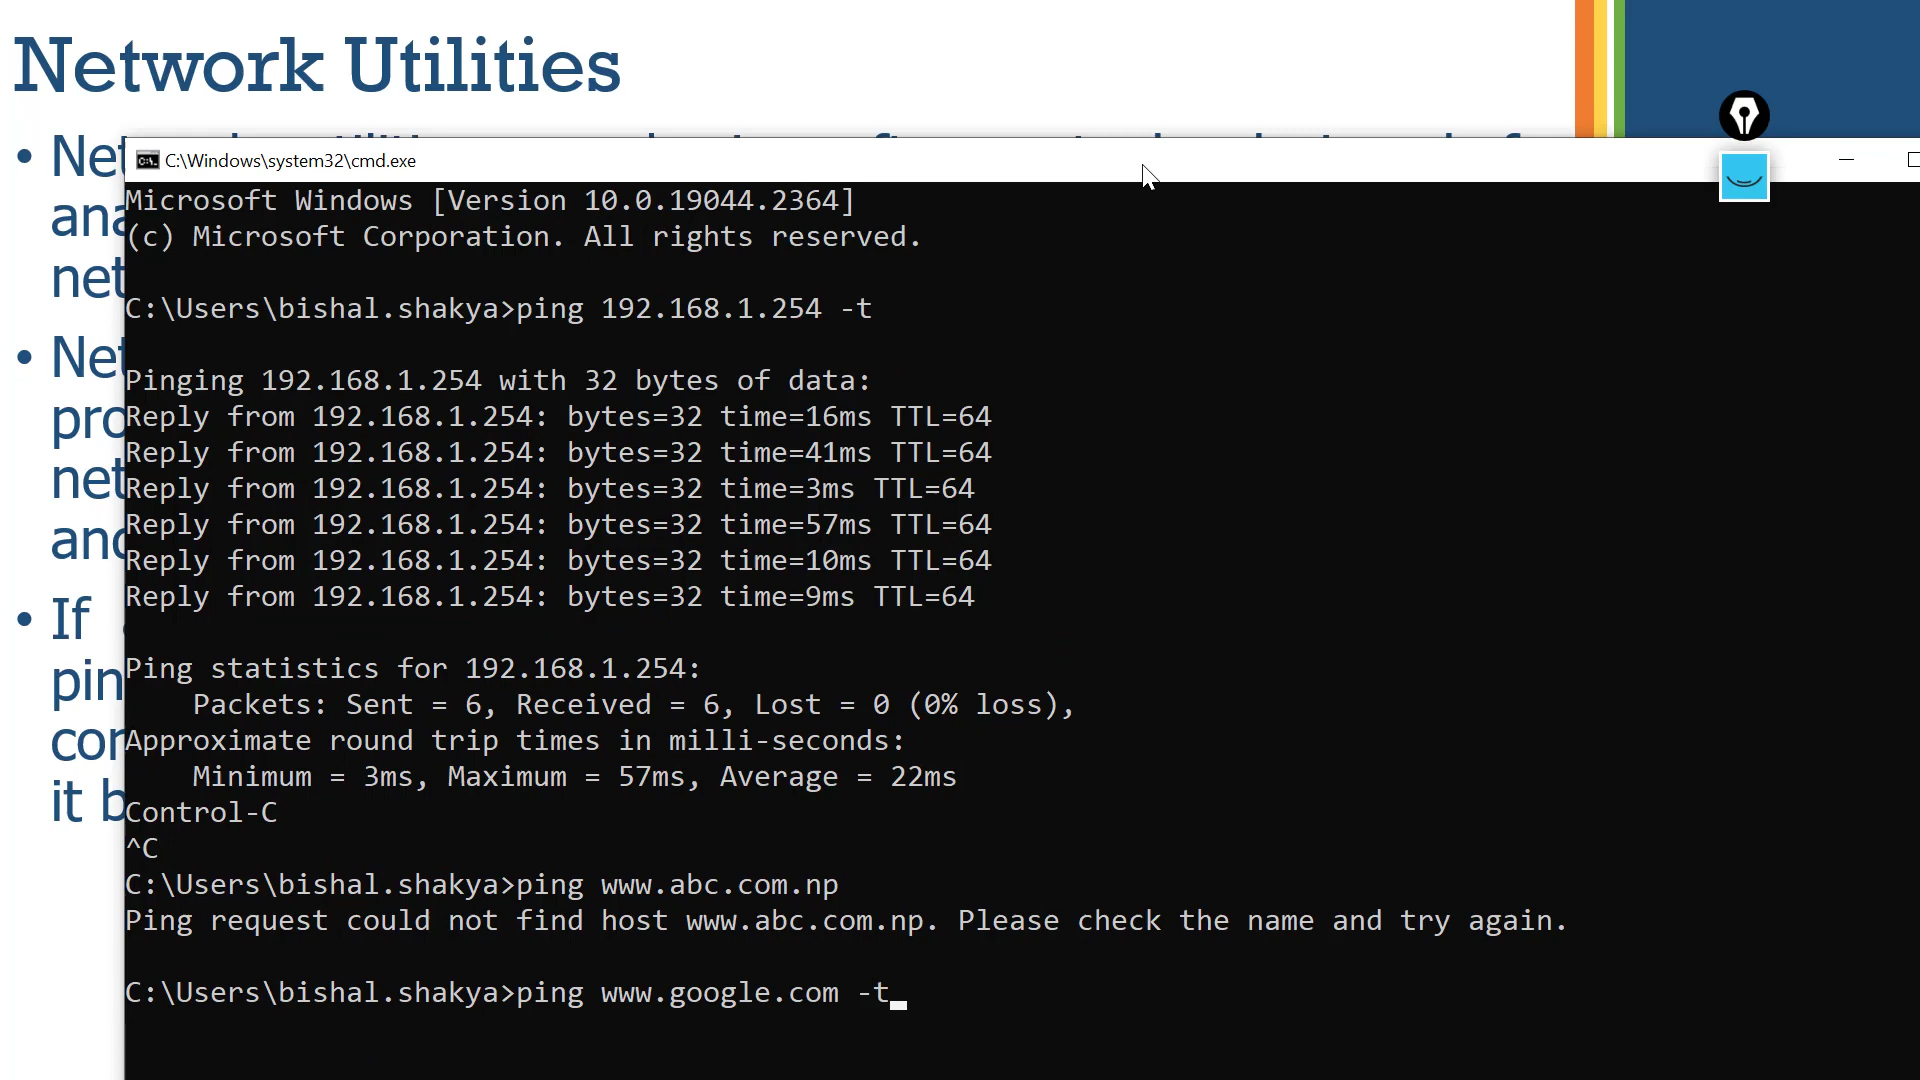 Network Utilities
C:\Windows\system32\cmd.exe
Microsoft Windows [Version 10.0.19044.2364]
(c) Microsoft Corporation. All rights reserved.
C:\Users\bishal.shakya>ping 192.168.1.254 -t
Pinging 192.168.1.254 with 32 bytes of data:
Reply from 192.168.1.254: bytes=32 time=16ms TTL=64
Reply from 192.168.1.254: bytes=32 time=41ms TTL=64
Reply from 192.168.1.254: bytes=32 time=3ms TTL=64
Reply from 192.168.1.254: bytes=32 time=57ms TTL=64
Reply from 192.168.1.254: bytes=32 time=10ms TTL=64
Reply from 192.168.1.254: bytes=32 time=9ms TTL=64
Ping statistics for 192.168.1.254:
Packets: Sent = 6, Received = 6, Lost = 0 (0% loss),
Approximate round trip times in milli-seconds:
Minimum = 3ms, Maximum = 57ms, Average = 22ms
Control-C
^C
C:\Users\bishal.shakya>ping www.abc.com.np
Ping request could not find host www.abc.com.np. Please check the name and try again.
C:\Users\bishal.shakya>ping www.google.com -t
If
it